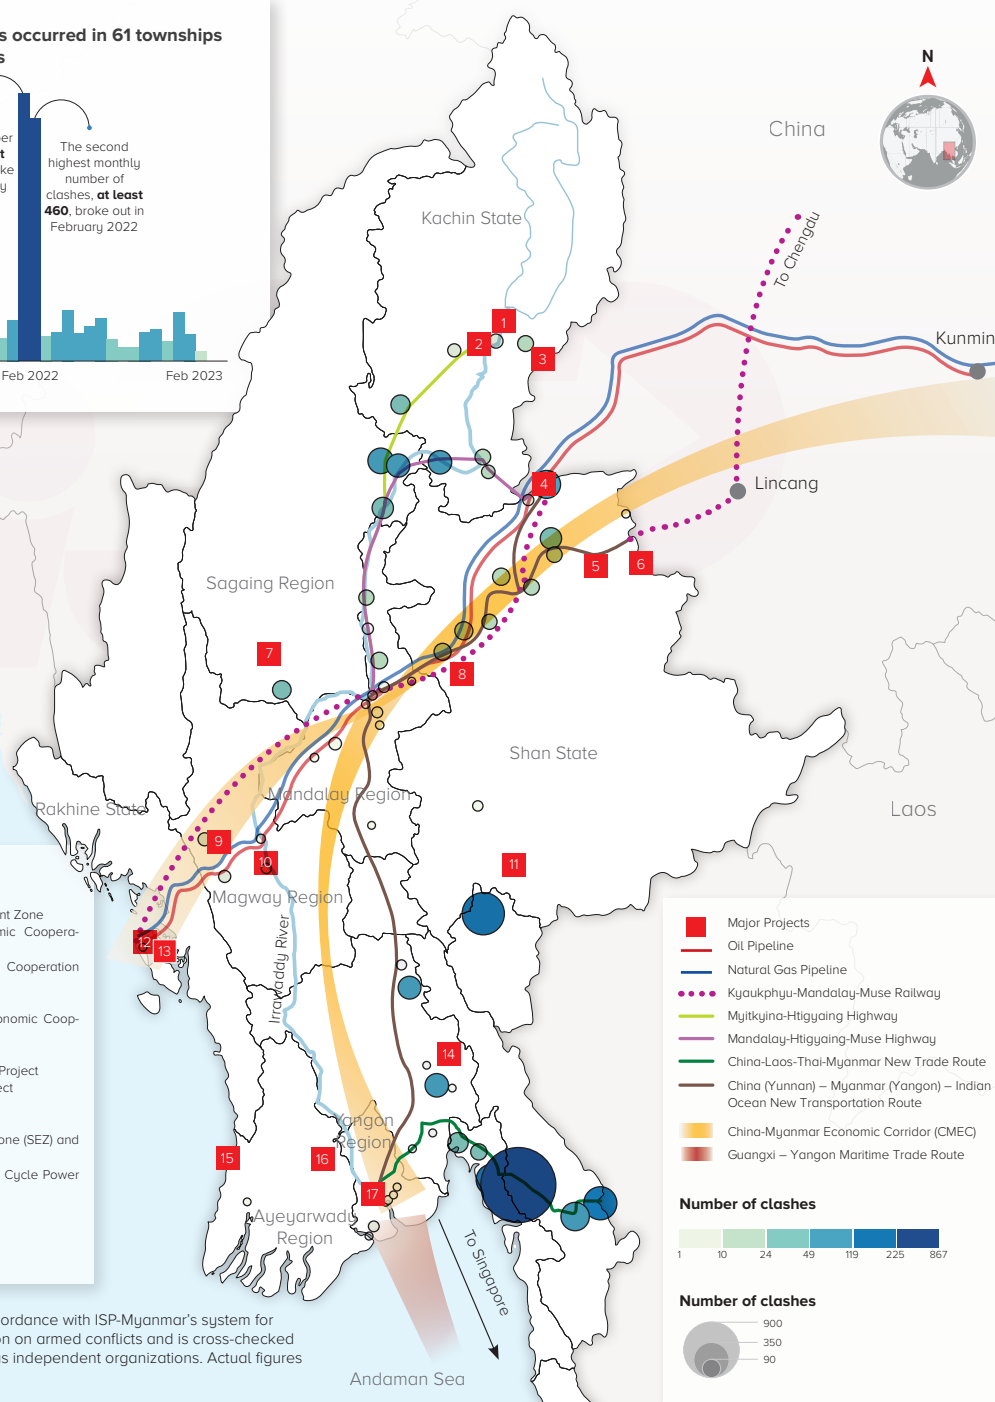 s occurred in 61 townships
s
per
t
ke
y
The second
highest monthly
number of
clashes, at least
460, broke out in
February 2022
Feb 2022
Feb 2023
N
China
Kachin State
To Chengdu
1
2
3
Kunmin
4
Lincang
5
6
Sagaing Region
7
8
Shan State
Mandalay Region
Rakhine State
Laos
9
10
11
Magway Region
Irrawaddy River
12
13
14
Yangon
Region
15
16
17
Ayeyarwady
Region
To Singapore
Andaman Sea
nt Zone
mic Coopera-
Cooperation
onomic Coop-
Project
ect
one (SEZ) and
Cycle Power
ordance with ISP-Myanmar's system for
on on armed conflicts and is cross-checked
as independent organizations. Actual figures
Major Projects
Oil Pipeline
Natural Gas Pipeline
Kyaukphyu-Mandalay-Muse Railway
Myitkyina-Htigyaing Highway
Mandalay-Htigyaing-Muse Highway
China-Laos-Thai-Myanmar New Trade Route
China (Yunnan) – Myanmar (Yangon) – Indian
Ocean New Transportation Route
China-Myanmar Economic Corridor (CMEC)
Guangxi – Yangon Maritime Trade Route
Number of clashes
1 10 24 49 119 225 867
Number of clashes
900
350
90